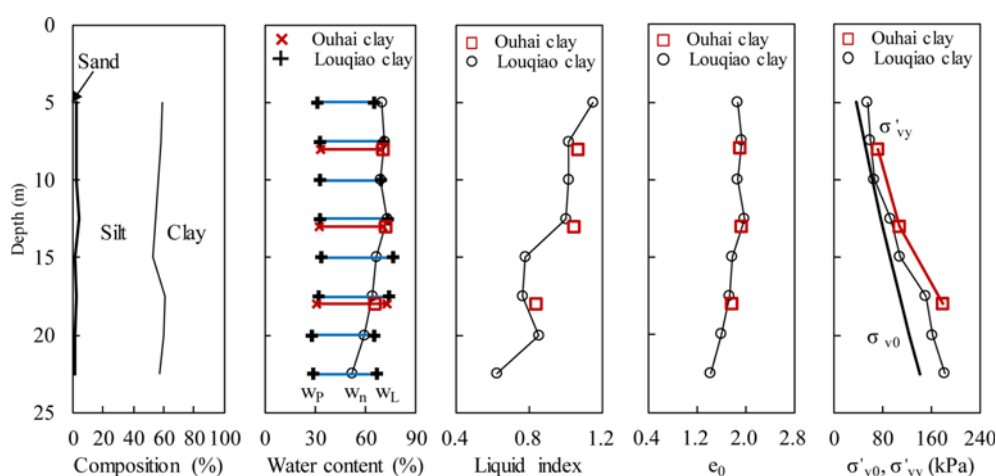 0
5
10
15
20
25
Depth (m)
Sand
Silt
Clay
0 20 40 60 80 100
Composition (%)
Ouhai clay
Louqiao clay
wP wn wL
0 30 60 90
Water content (%)
Ouhai clay
Louqiao clay
0.4 0.8 1.2
Liquid index
Ouhai clay
Louqiao clay
0.4 1.2 2.0 2.8
e0
Ouhai clay
Louqiao clay
σ'vy
σ v0
0 80 160 240
σ'v0, σ'vy (kPa)